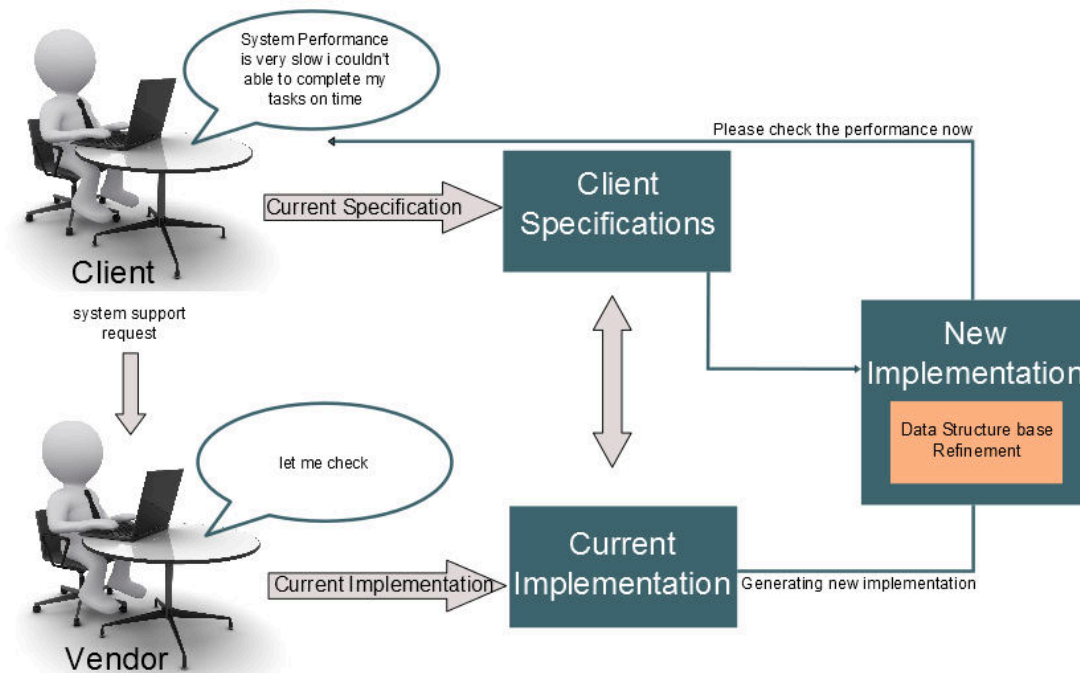 System Performance
is very slow i couldn't
able to complete my
tasks on time
Please check the performance now
Current Specification
Client
Specifications
Client
system support
request
New
Implementation
Data Structure base
Refinement
let me check
Current Implementation
Current
Implementation
Generating new implementation
Vendor